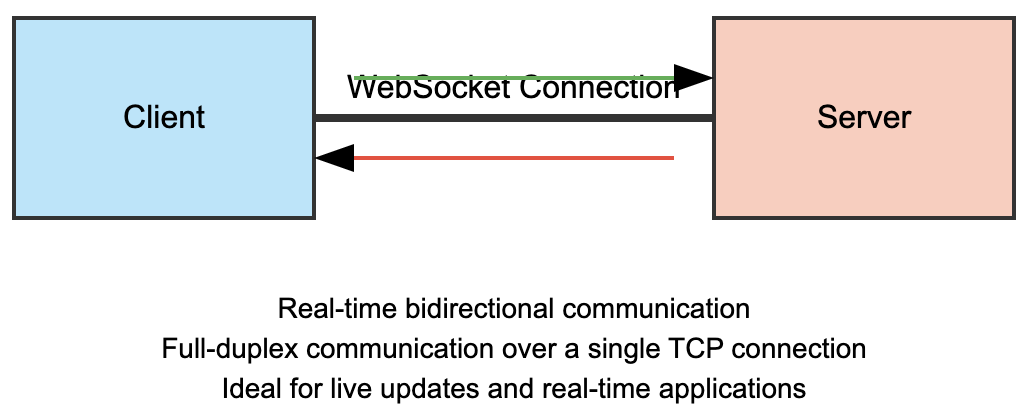 WebSocket Connection
Client
Server
Real-time bidirectional communication
Full-duplex communication over a single TCP connection
Ideal for live updates and real-time applications